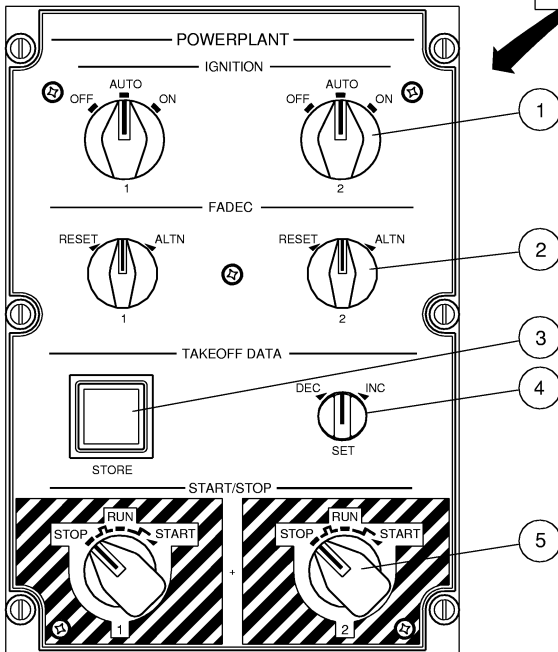 POWERPLANT
IGNITION
OFF AUTO ON OFF AUTO ON
1 2
1
FADEC
RESET ALTN RESET ALTN
1 2
2
TAKEOFF DATA
3
DEC INC
4
STORE SET
START/STOP
STOP RUN START STOP RUN START
5
1 + 2